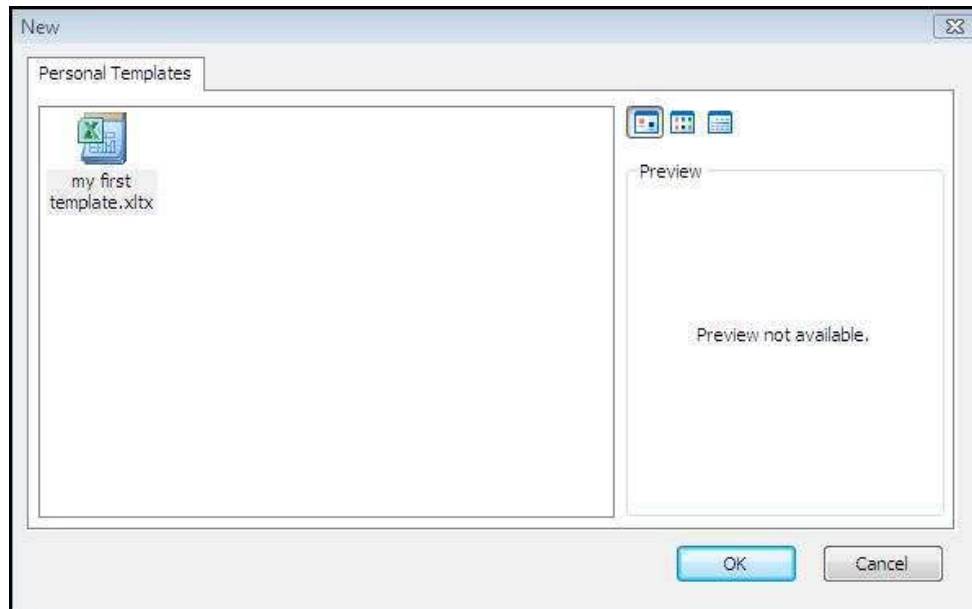 New
Personal Templates
my first
template.xltx
Preview
Preview not available.
OK
Cancel